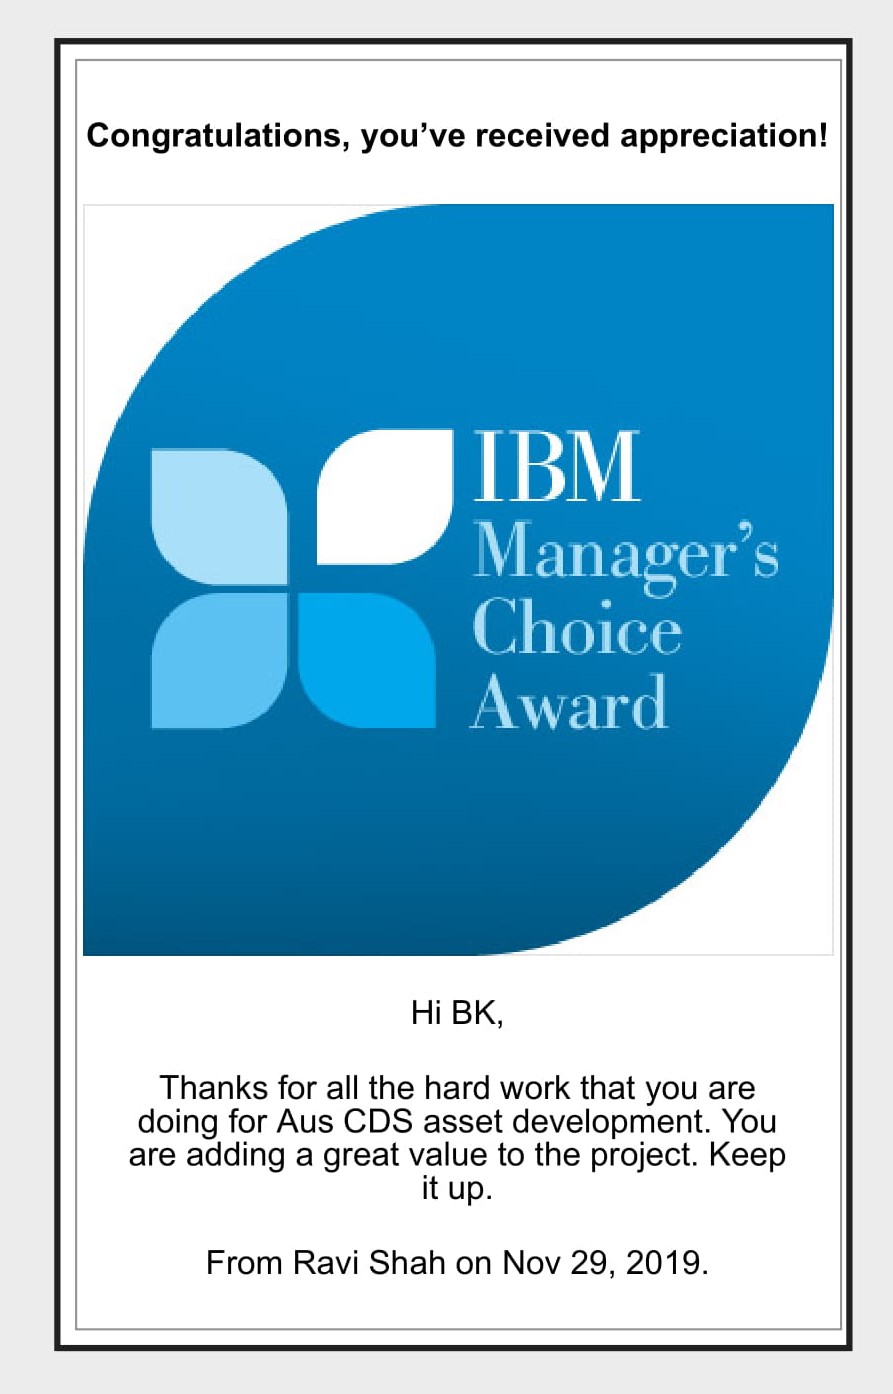 Congratulations, you’ve received appreciation!
IBM
Manager’s
Choice
Award
Hi BK,
Thanks for all the hard work that you are
doing for Aus CDS asset development. You
are adding a great value to the project. Keep
it up.
From Ravi Shah on Nov 29, 2019.